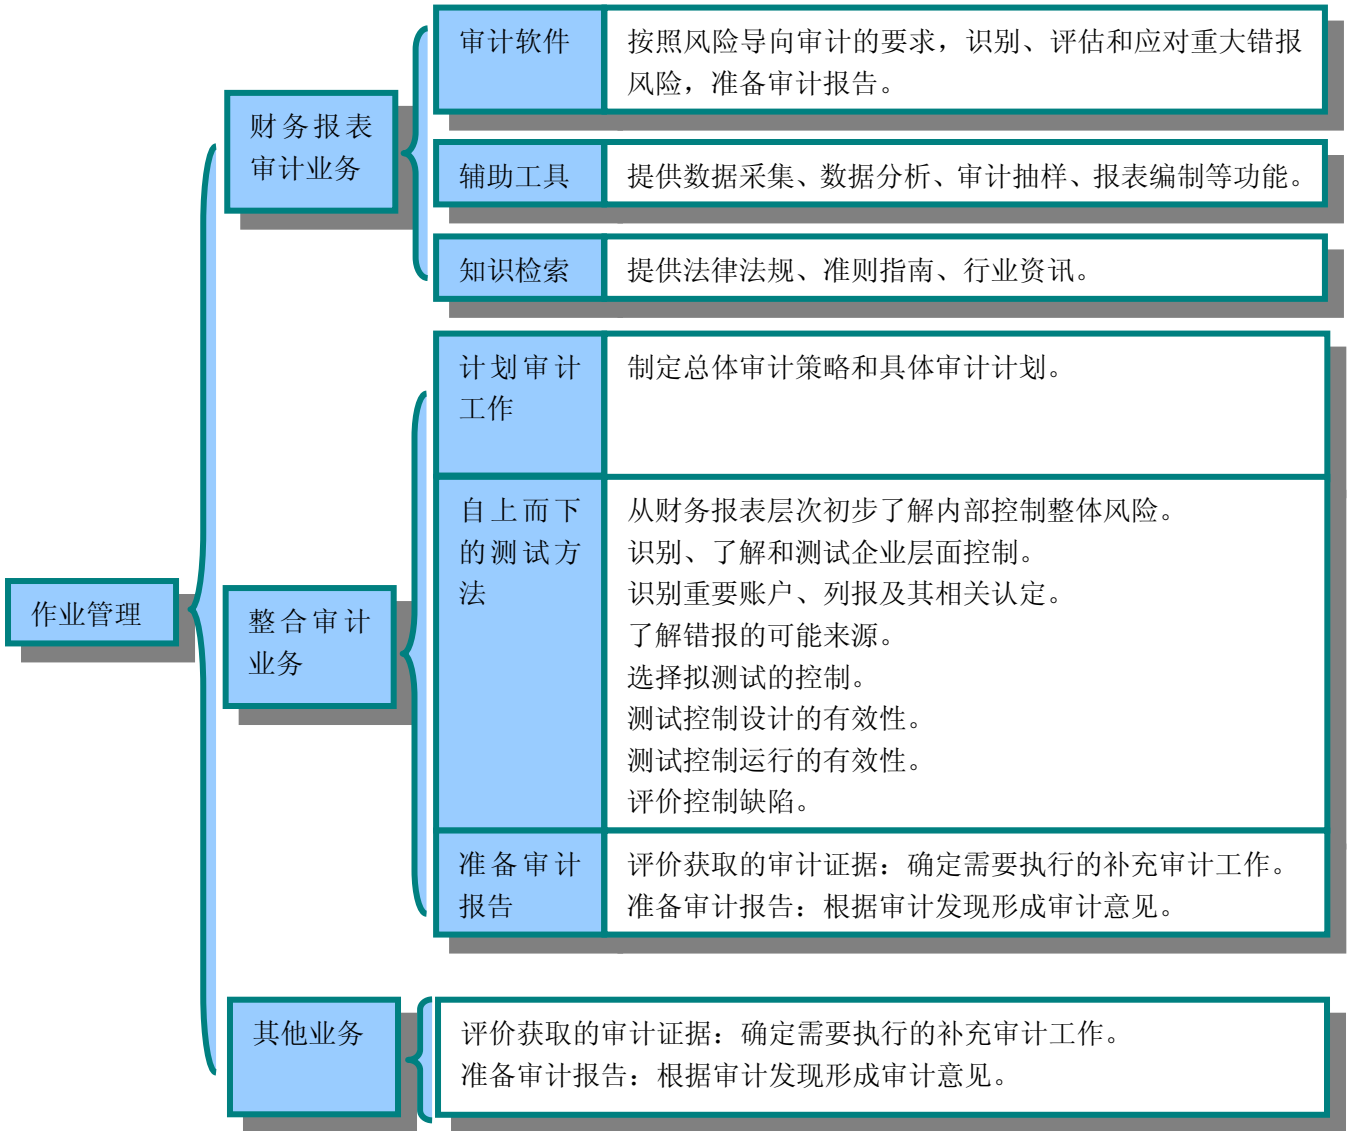 作业管理
财务报表
审计业务
审计软件
按照风险导向审计的要求，识别、评估和应对重大错报
风险，准备审计报告。
辅助工具
提供数据采集、数据分析、审计抽样、报表编制等功能。
知识检索
提供法律法规、准则指南、行业资讯。
整合审计
业务
计划审计
工作
制定总体审计策略和具体审计计划。
自上而下
的测试方
法
从财务报表层次初步了解内部控制整体风险。
识别、了解和测试企业层面控制。
识别重要账户、列报及其相关认定。
了解错报的可能来源。
选择拟测试的控制。
测试控制设计的有效性。
测试控制运行的有效性。
评价控制缺陷。
准备审计
报告
评价获取的审计证据：确定需要执行的补充审计工作。
准备审计报告：根据审计发现形成审计意见。
其他业务
评价获取的审计证据：确定需要执行的补充审计工作。
准备审计报告：根据审计发现形成审计意见。